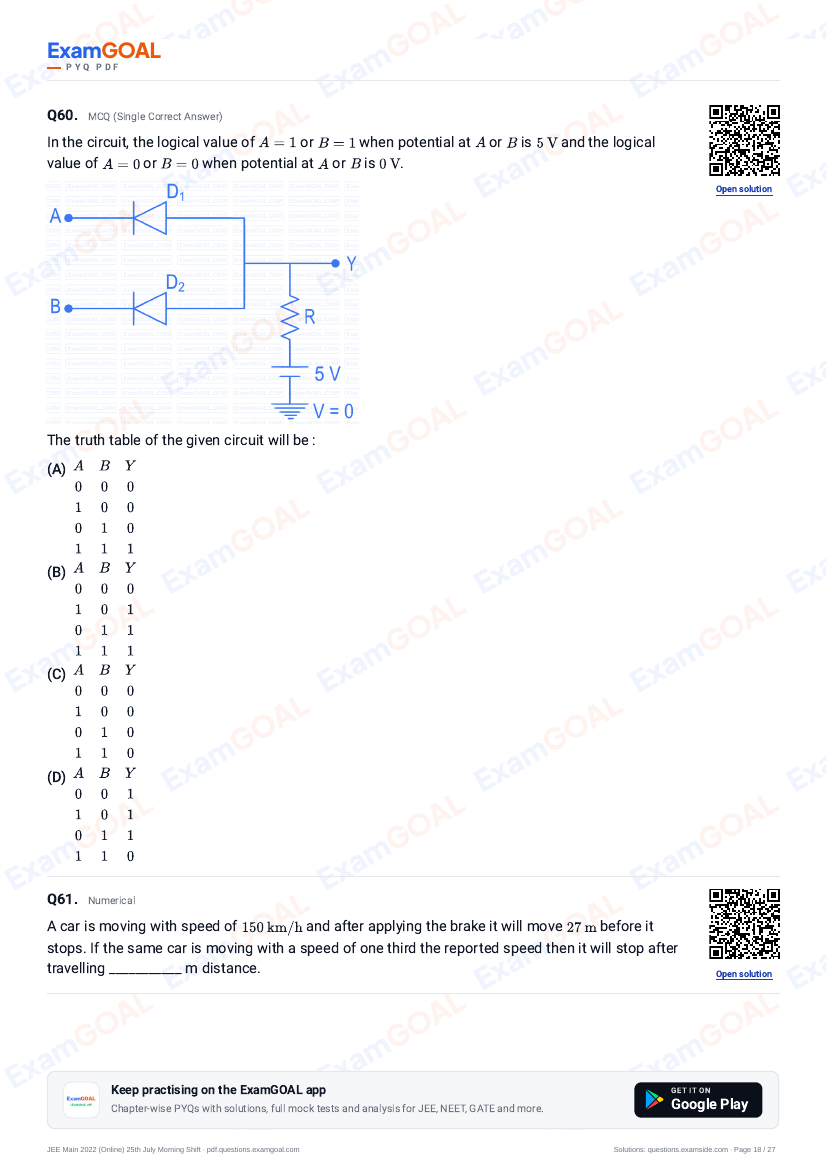 ExamGOAL
PYQ PDF
Q60. MCQ (Single Correct Answer)
In the circuit, the logical value of A = 1 or B = 1 when potential at A or B is 5 V and the logical
value of A = 0 or B = 0 when potential at A or B is 0 V.
Open solution
D₁
A
Y
D₂
B
R
5 V
V = 0
The truth table of the given circuit will be :
(A) A B Y
0 0 0
1 0 0
0 1 0
1 1 1
(B) A B Y
0 0 0
1 0 1
0 1 1
1 1 1
(C) A B Y
0 0 0
1 0 0
0 1 0
1 1 0
(D) A B Y
0 0 1
1 0 1
0 1 1
1 1 0
Q61. Numerical
A car is moving with speed of 150 km/h and after applying the brake it will move 27 m before it
stops. If the same car is moving with a speed of one third the reported speed then it will stop after
travelling ___________ m distance.
Open solution
Keep practising on the ExamGOAL app
Chapter-wise PYQs with solutions, full mock tests and analysis for JEE, NEET, GATE and more.
GET IT ON
Google Play
JEE Main 2022 (Online) 25th July Morning Shift · pdf.questions.examgoal.com
Solutions: questions.examside.com · Page 18 / 27